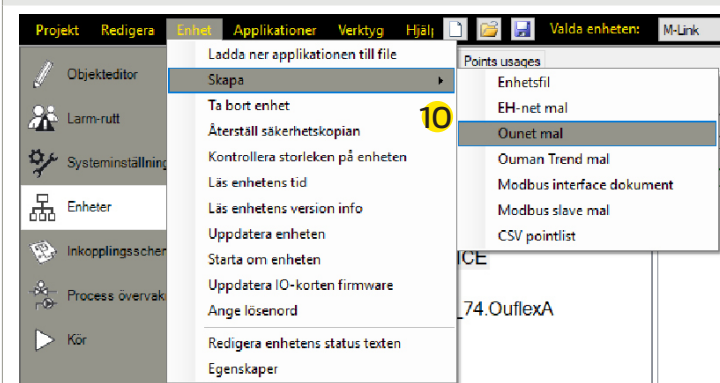 Projekt Redigera Enhet Applikationer Verktyg Hjälj Valda enheten: M-Link
Objekteditor
Larm-rutt
Systeminställning
Enheter
Inkopplingsscher
Process övervak
Kör
Ladda ner applikationen till file
Skapa
Ta bort enhet
Återställ säkerhetskopian
Kontrollera storleken på enheten
Läs enhetens tid
Läs enhetens version info
Uppdatera enheten
Starta om enheten
Uppdatera IO-korten firmware
Ange lösenord
Redigera enhetens status texten
Egenskaper
10
Points usages
Enhetsfil
EH-net mal
Ounet mal
Ouman Trend mal
Modbus interface dokument
Modbus slave mal
CSV pointlist
ICE
_74.OuflexA